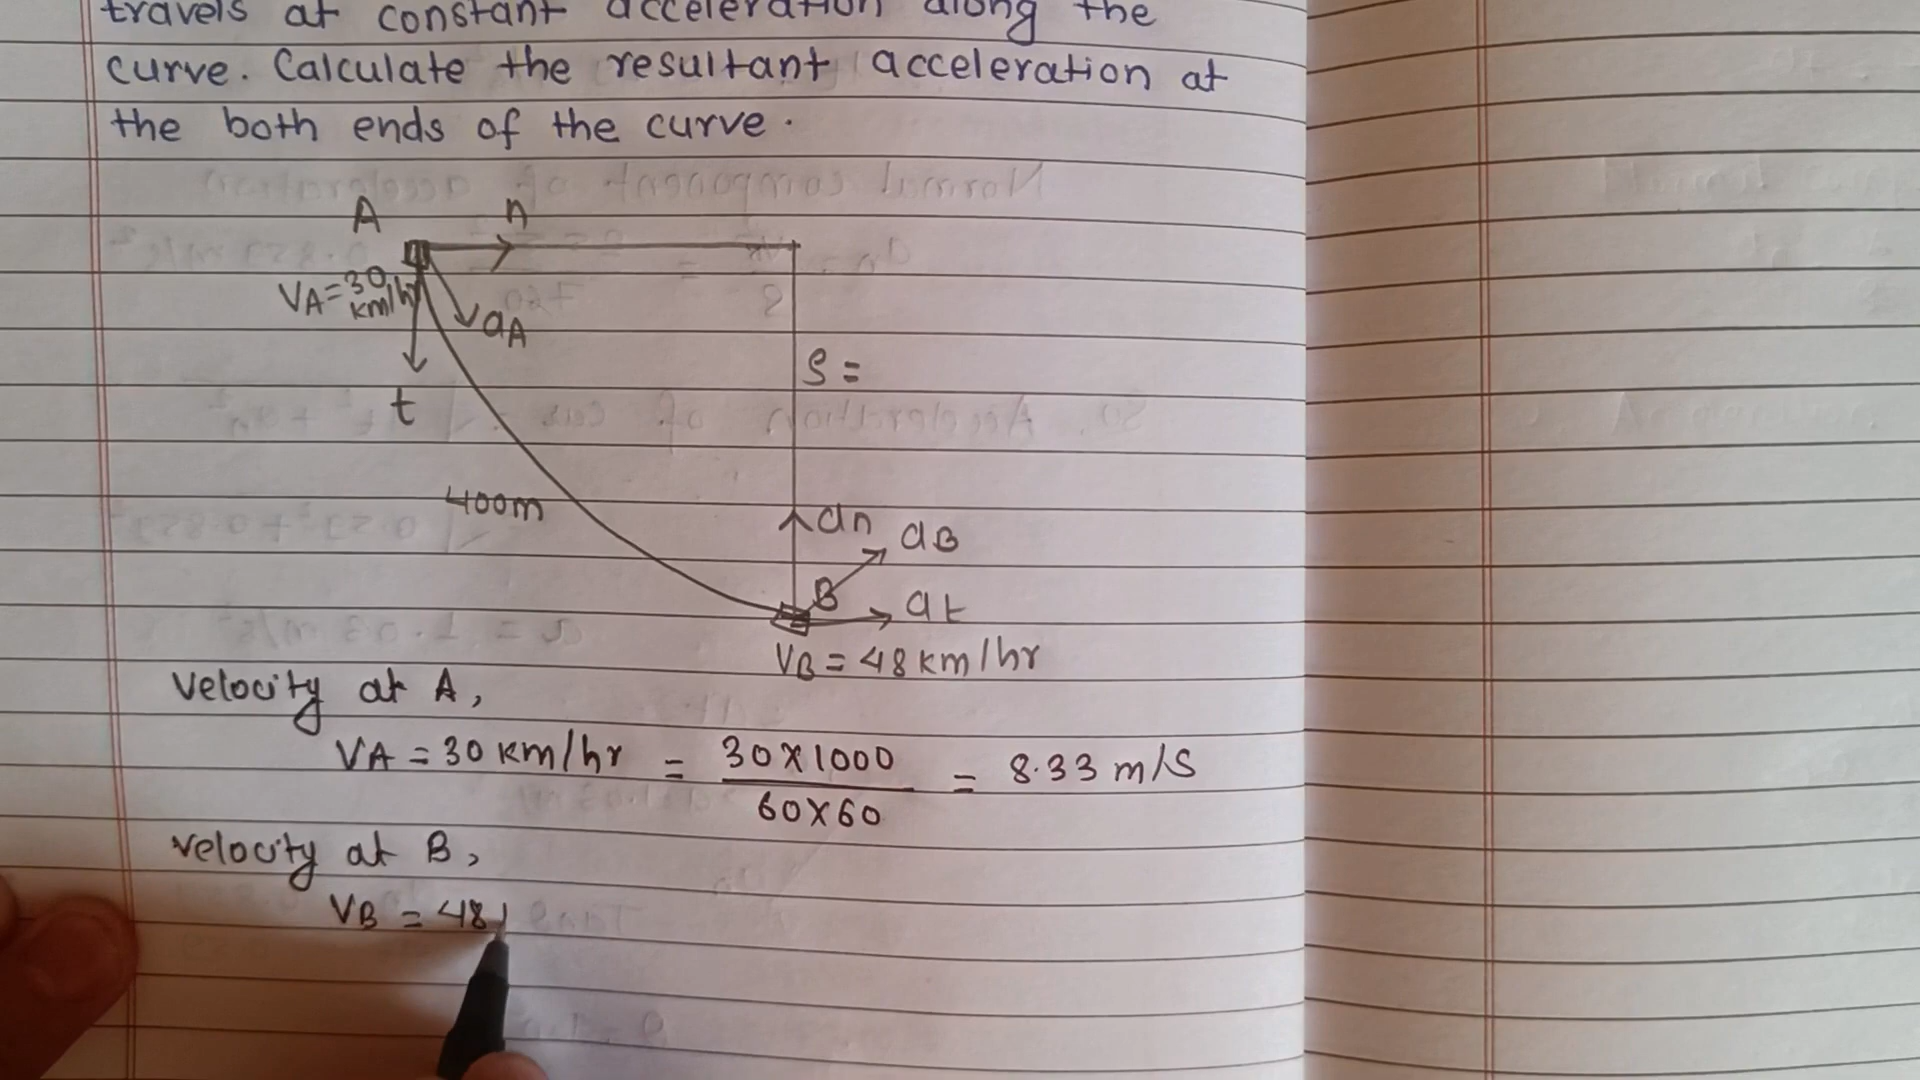 travels at constant acceleration along the
curve. Calculate the resultant acceleration at
the both ends of the curve.
A
n
VA = 30 km/hr
aA
t
S =
400m
an
aB
B
at
VB = 48 km/hr
Velocity at A,
VA = 30 km/hr = 30 x 1000 / 60 x 60 = 8.33 m/s
velocity at B,
VB = 48